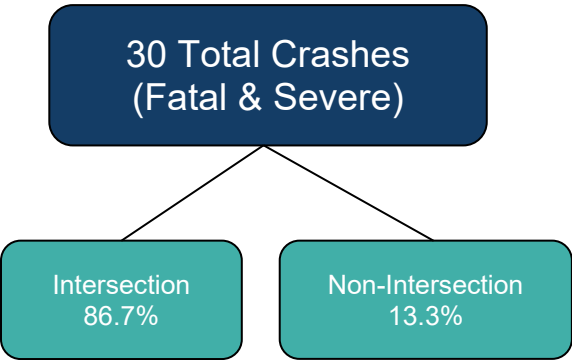 30 Total Crashes
(Fatal & Severe)
Intersection
86.7%
Non-Intersection
13.3%